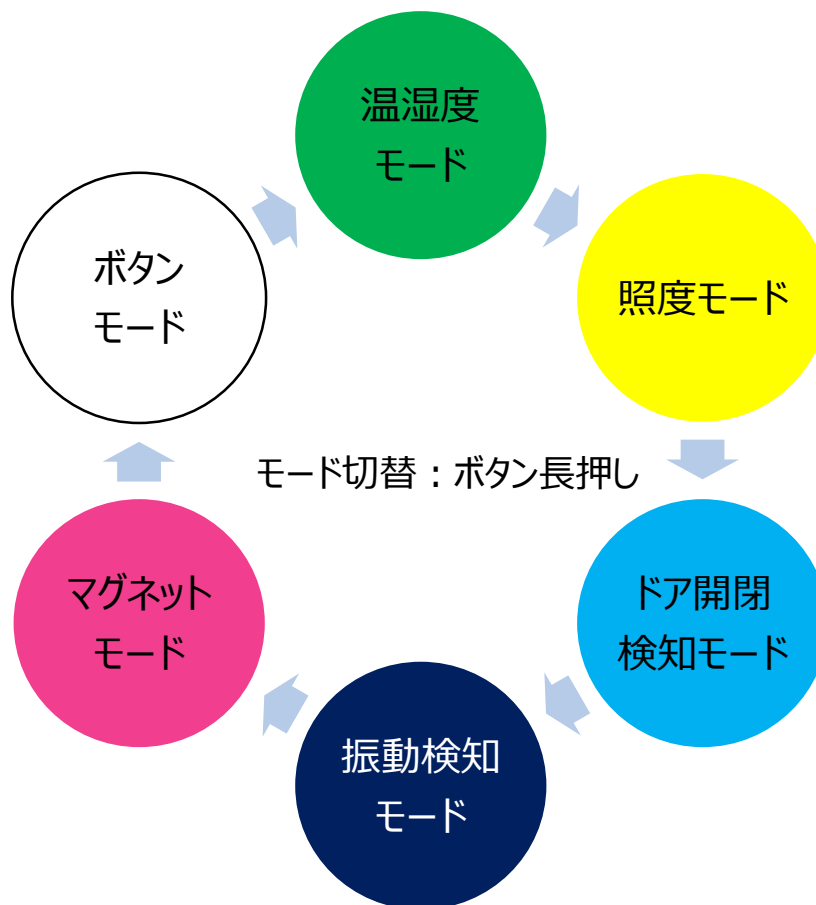 温湿度
モード
照度モード
ドア開閉
検知モード
振動検知
モード
マグネット
モード
ボタン
モード
モード切替：ボタン長押し